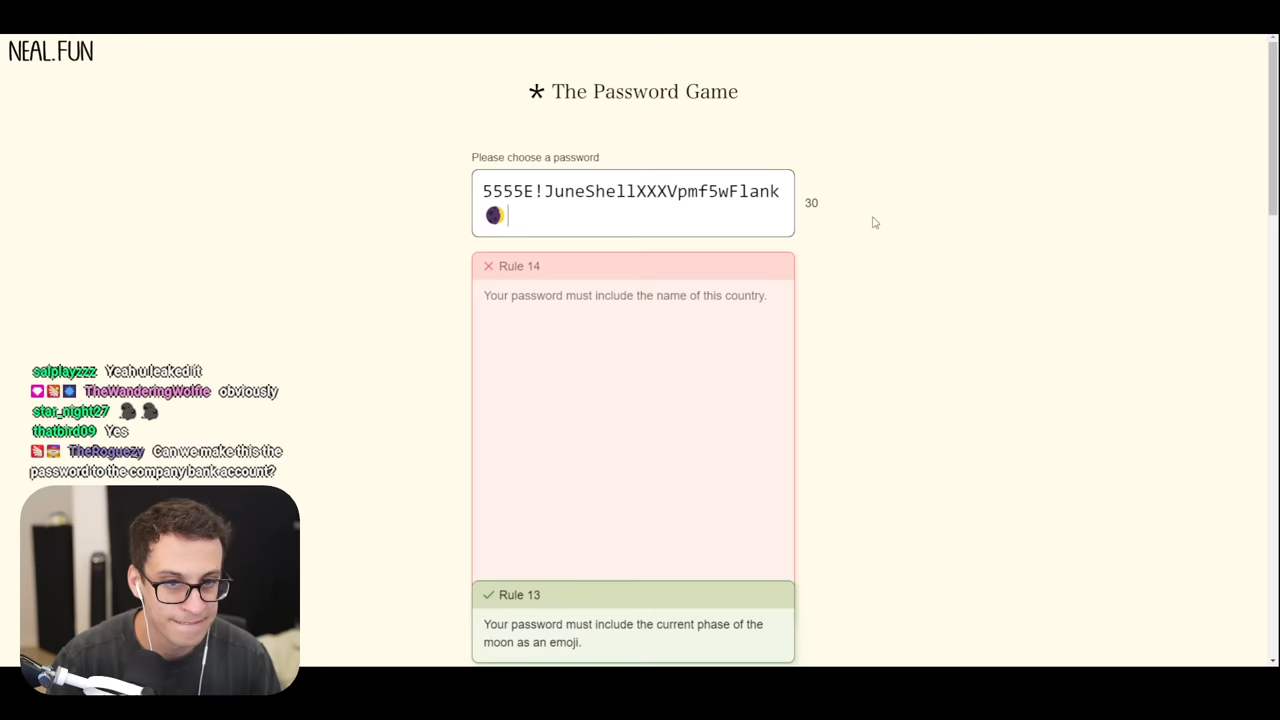 NEAL.FUN
* The Password Game
Please choose a password
5555E!JuneShellXXXVpmf5wFlank
🌒
30
Rule 14
Your password must include the name of this country.
Rule 13
Your password must include the current phase of the
moon as an emoji.
salplayzzz Yeah u leaked it
TheWanderingWolfie obviously
star_night27
thatbird09 Yes
TheRoguezy Can we make this the
password to the company bank account?